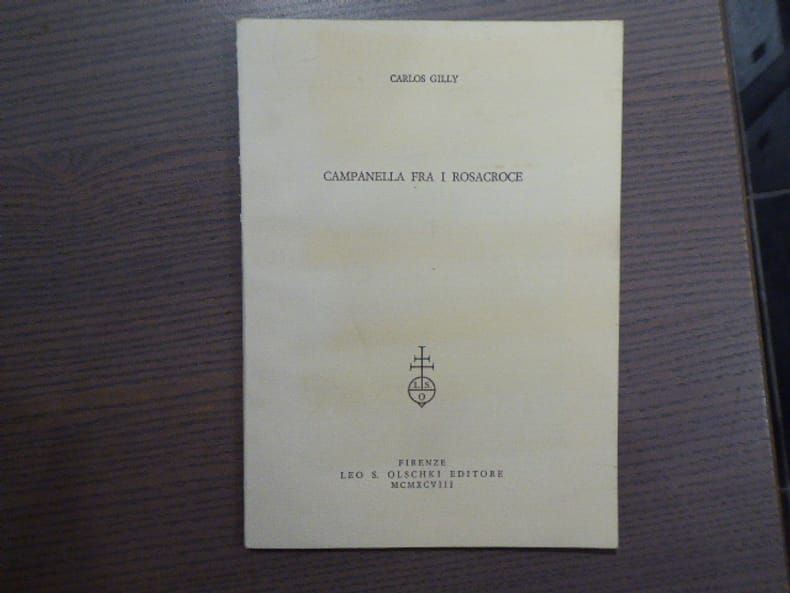 CARLOS GILLY
CAMPANELLA FRA I ROSACROCE
L S
O
FIRENZE
LEO S. OLSCHKI EDITORE
MCMXCVIII